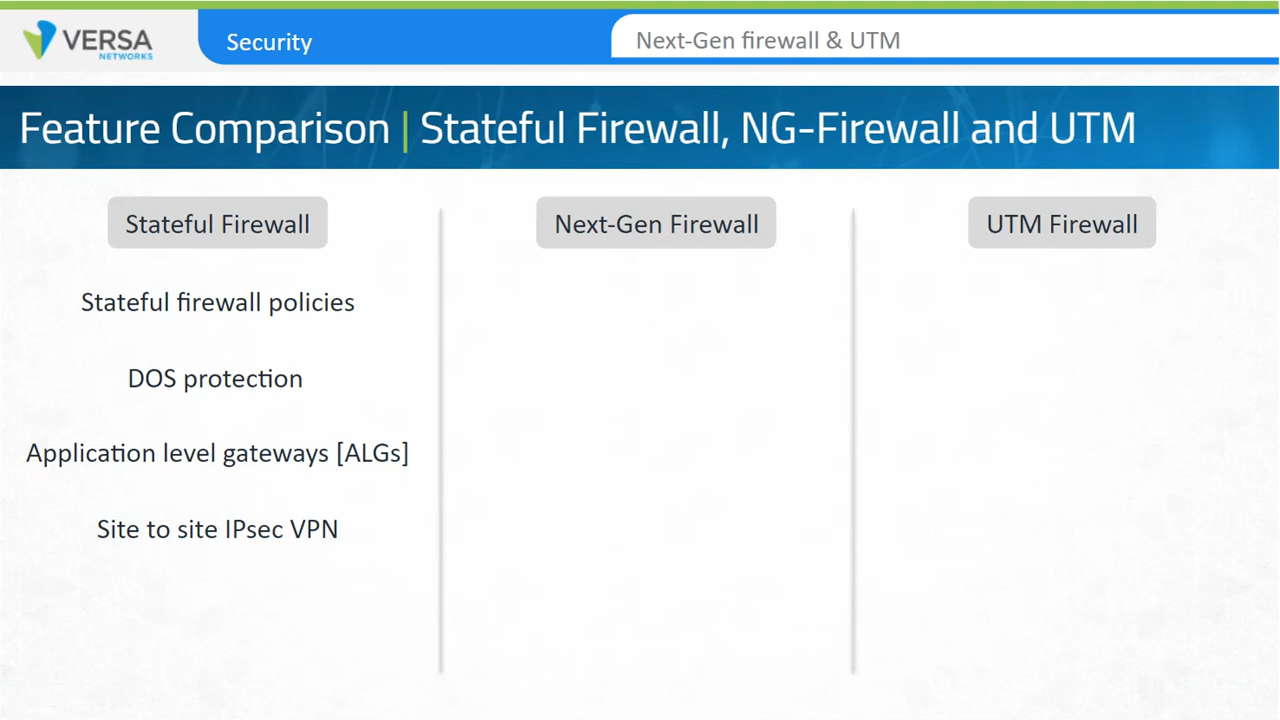 VERSA
NETWORKS
Security
Next-Gen firewall & UTM
Feature Comparison | Stateful Firewall, NG-Firewall and UTM
Stateful Firewall
Next-Gen Firewall
UTM Firewall
Stateful firewall policies
DOS protection
Application level gateways [ALGs]
Site to site IPsec VPN